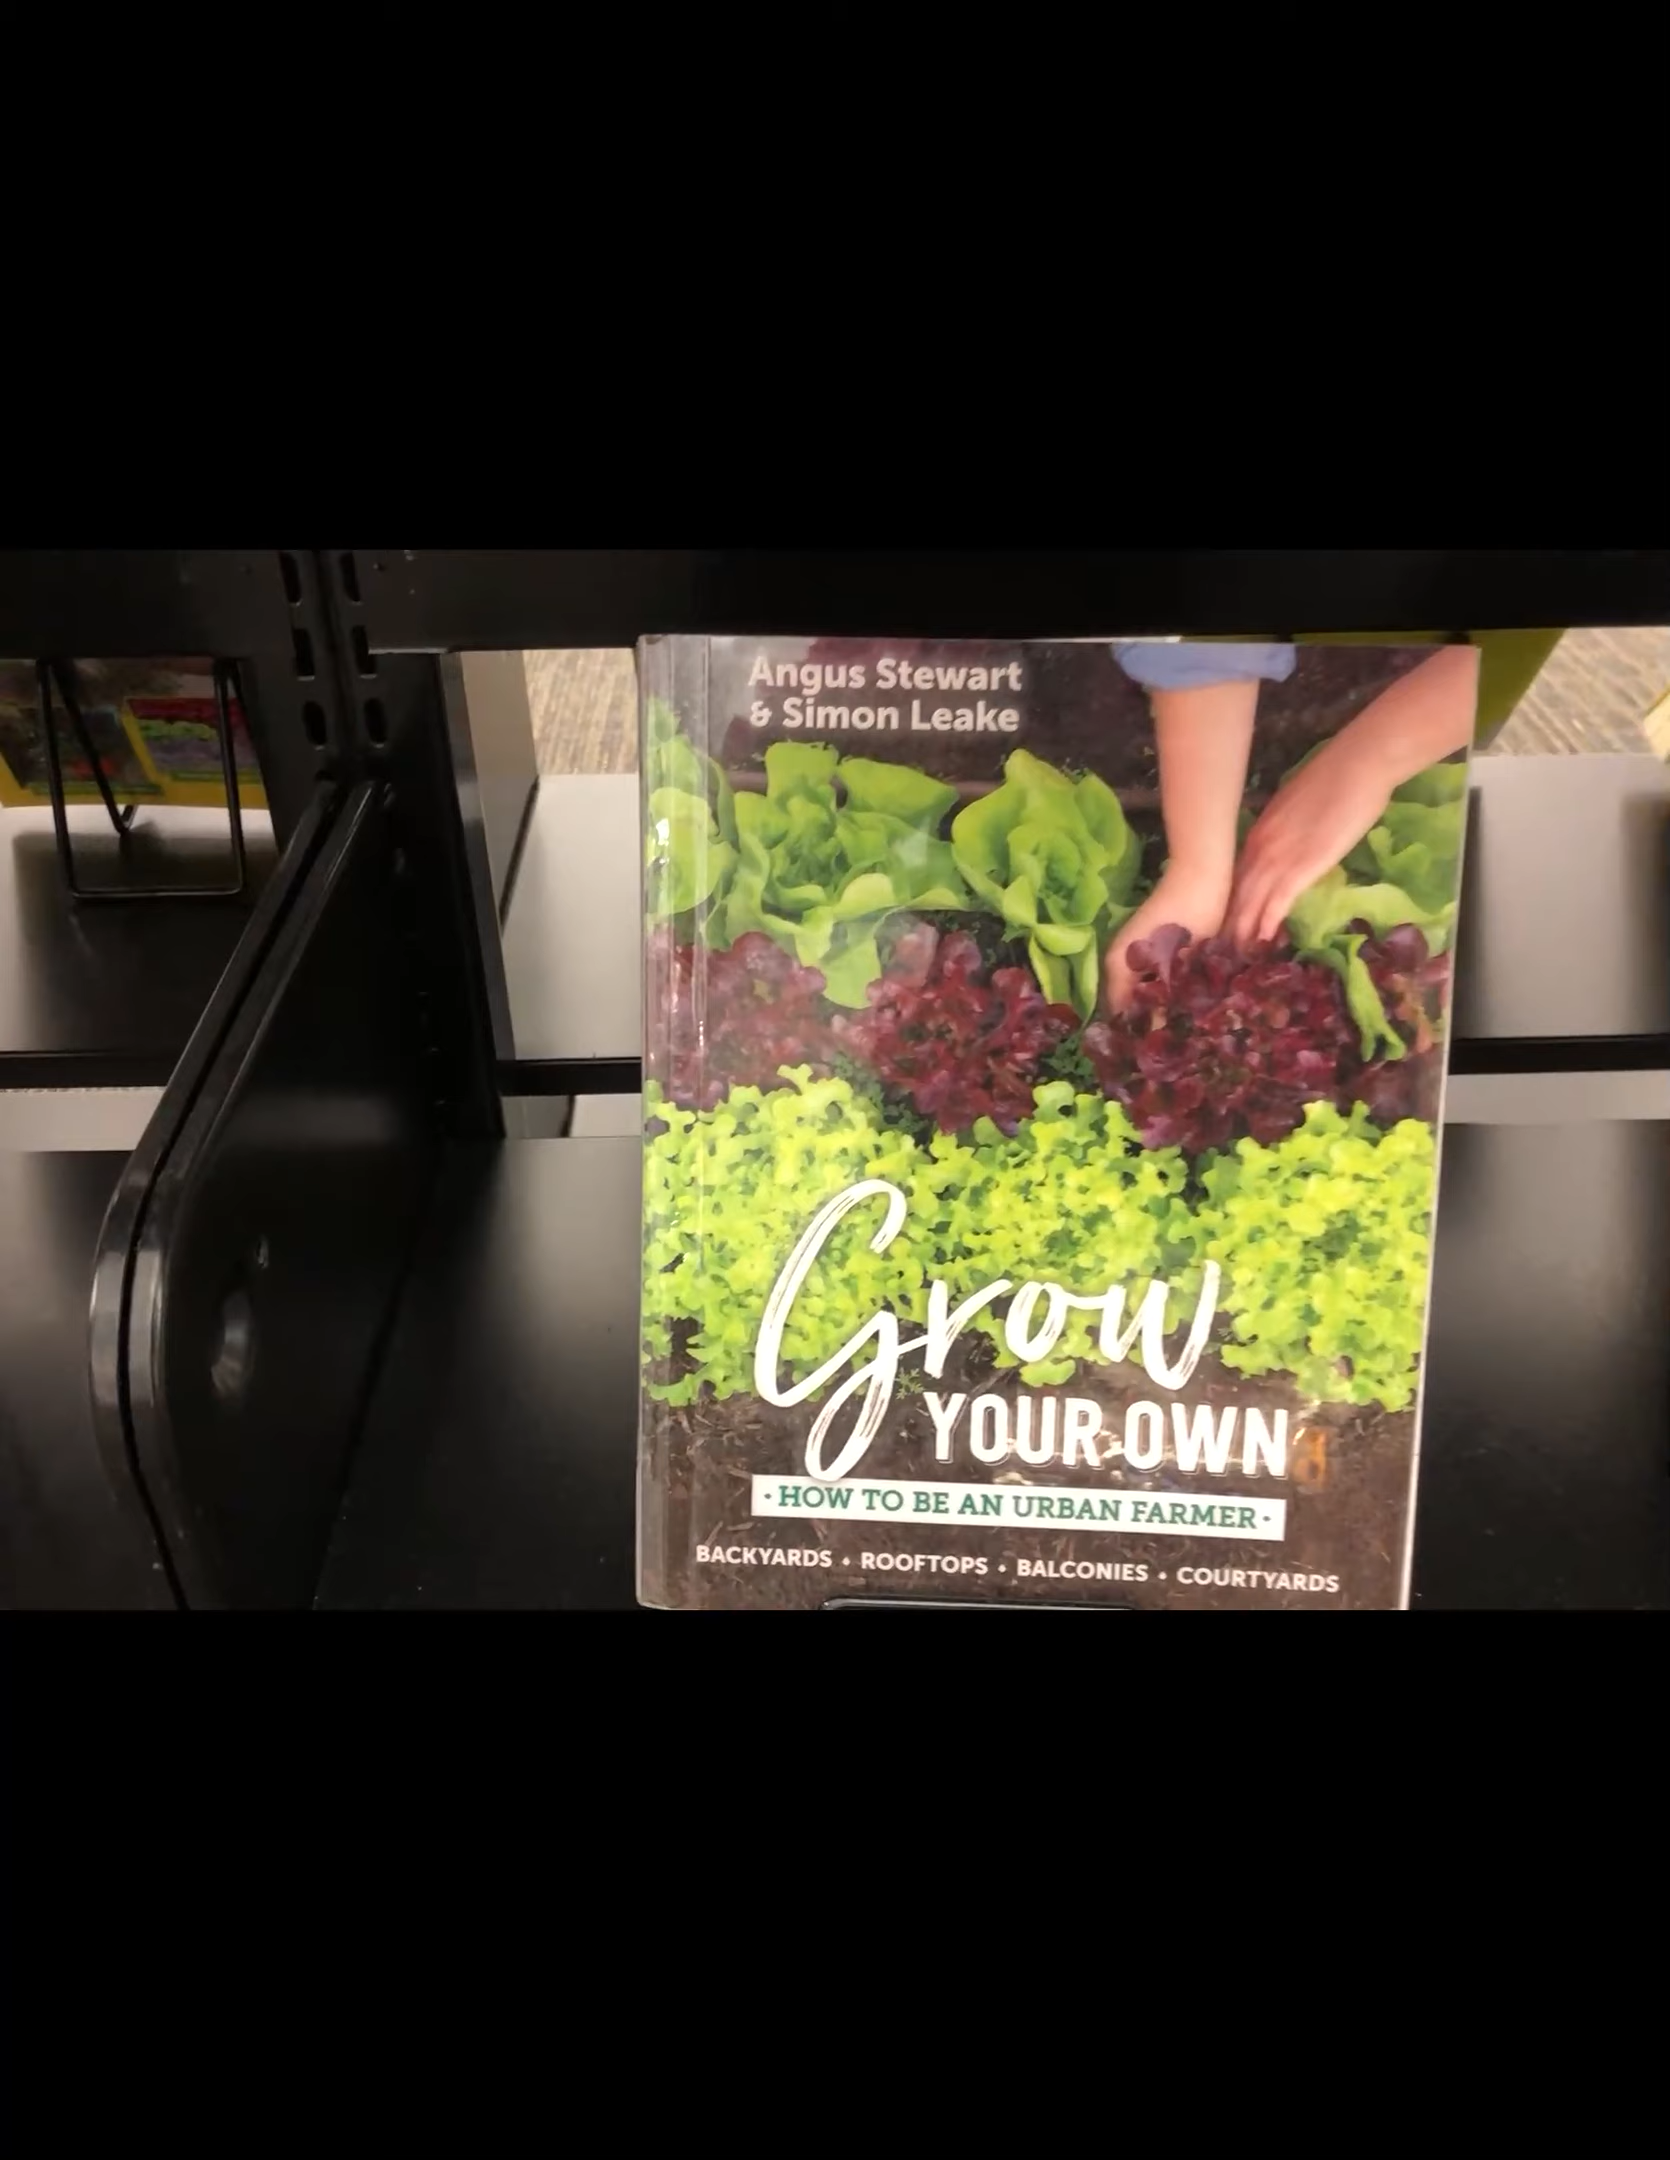 Angus Stewart
& Simon Leake
Grow
YOUR OWN
· HOW TO BE AN URBAN FARMER ·
BACKYARDS • ROOFTOPS • BALCONIES • COURTYARDS